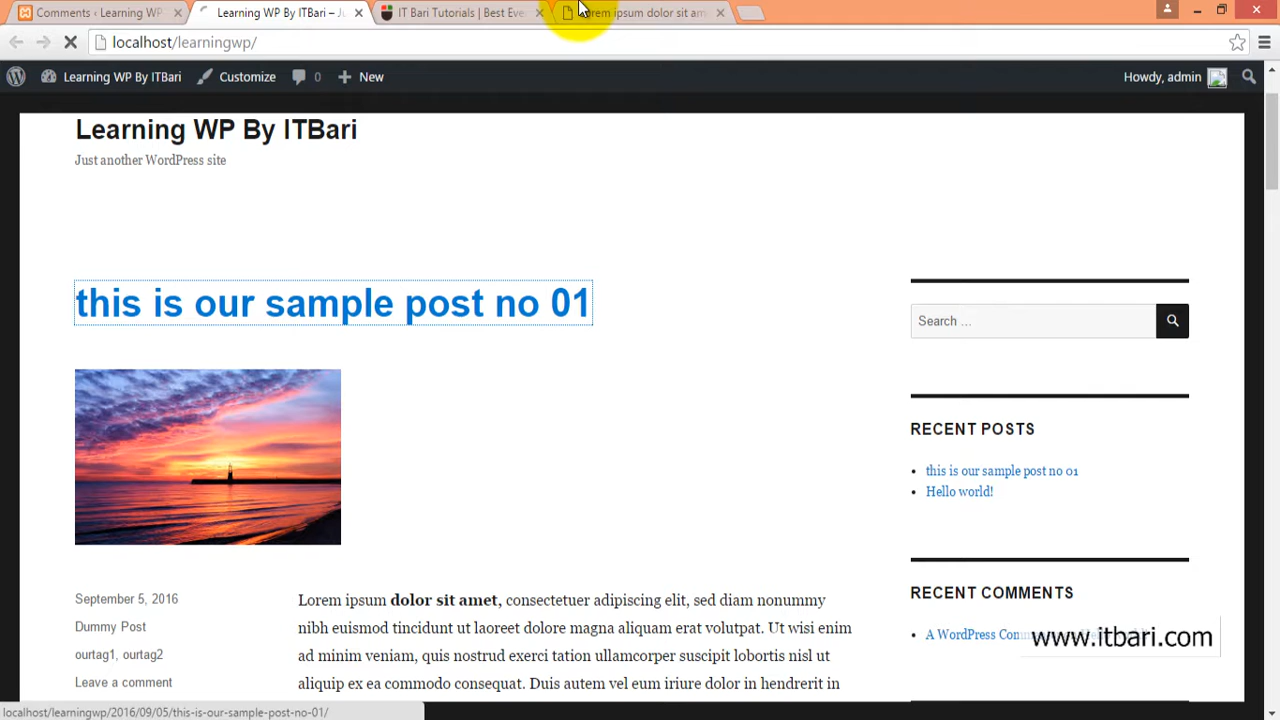 Comments ‹ Learning WP
Learning WP By ITBari – Ju
IT Bari Tutorials | Best Eve
Lorem ipsum dolor sit am
localhost/learningwp/
Learning WP By ITBari
Customize
0
New
Howdy, admin
Learning WP By ITBari
Just another WordPress site
this is our sample post no 01
Search …
RECENT POSTS
this is our sample post no 01
Hello world!
RECENT COMMENTS
A WordPress
www.itbari.com
September 5, 2016
Dummy Post
ourtag1, ourtag2
Leave a comment
Lorem ipsum dolor sit amet, consectetuer adipiscing elit, sed diam nonummy
nibh euismod tincidunt ut laoreet dolore magna aliquam erat volutpat. Ut wisi enim
ad minim veniam, quis nostrud exerci tation ullamcorper suscipit lobortis nisl ut
aliquip ex ea commodo consequat. Duis autem vel eum iriure dolor in hendrerit in
localhost/learningwp/2016/09/05/this-is-our-sample-post-no-01/